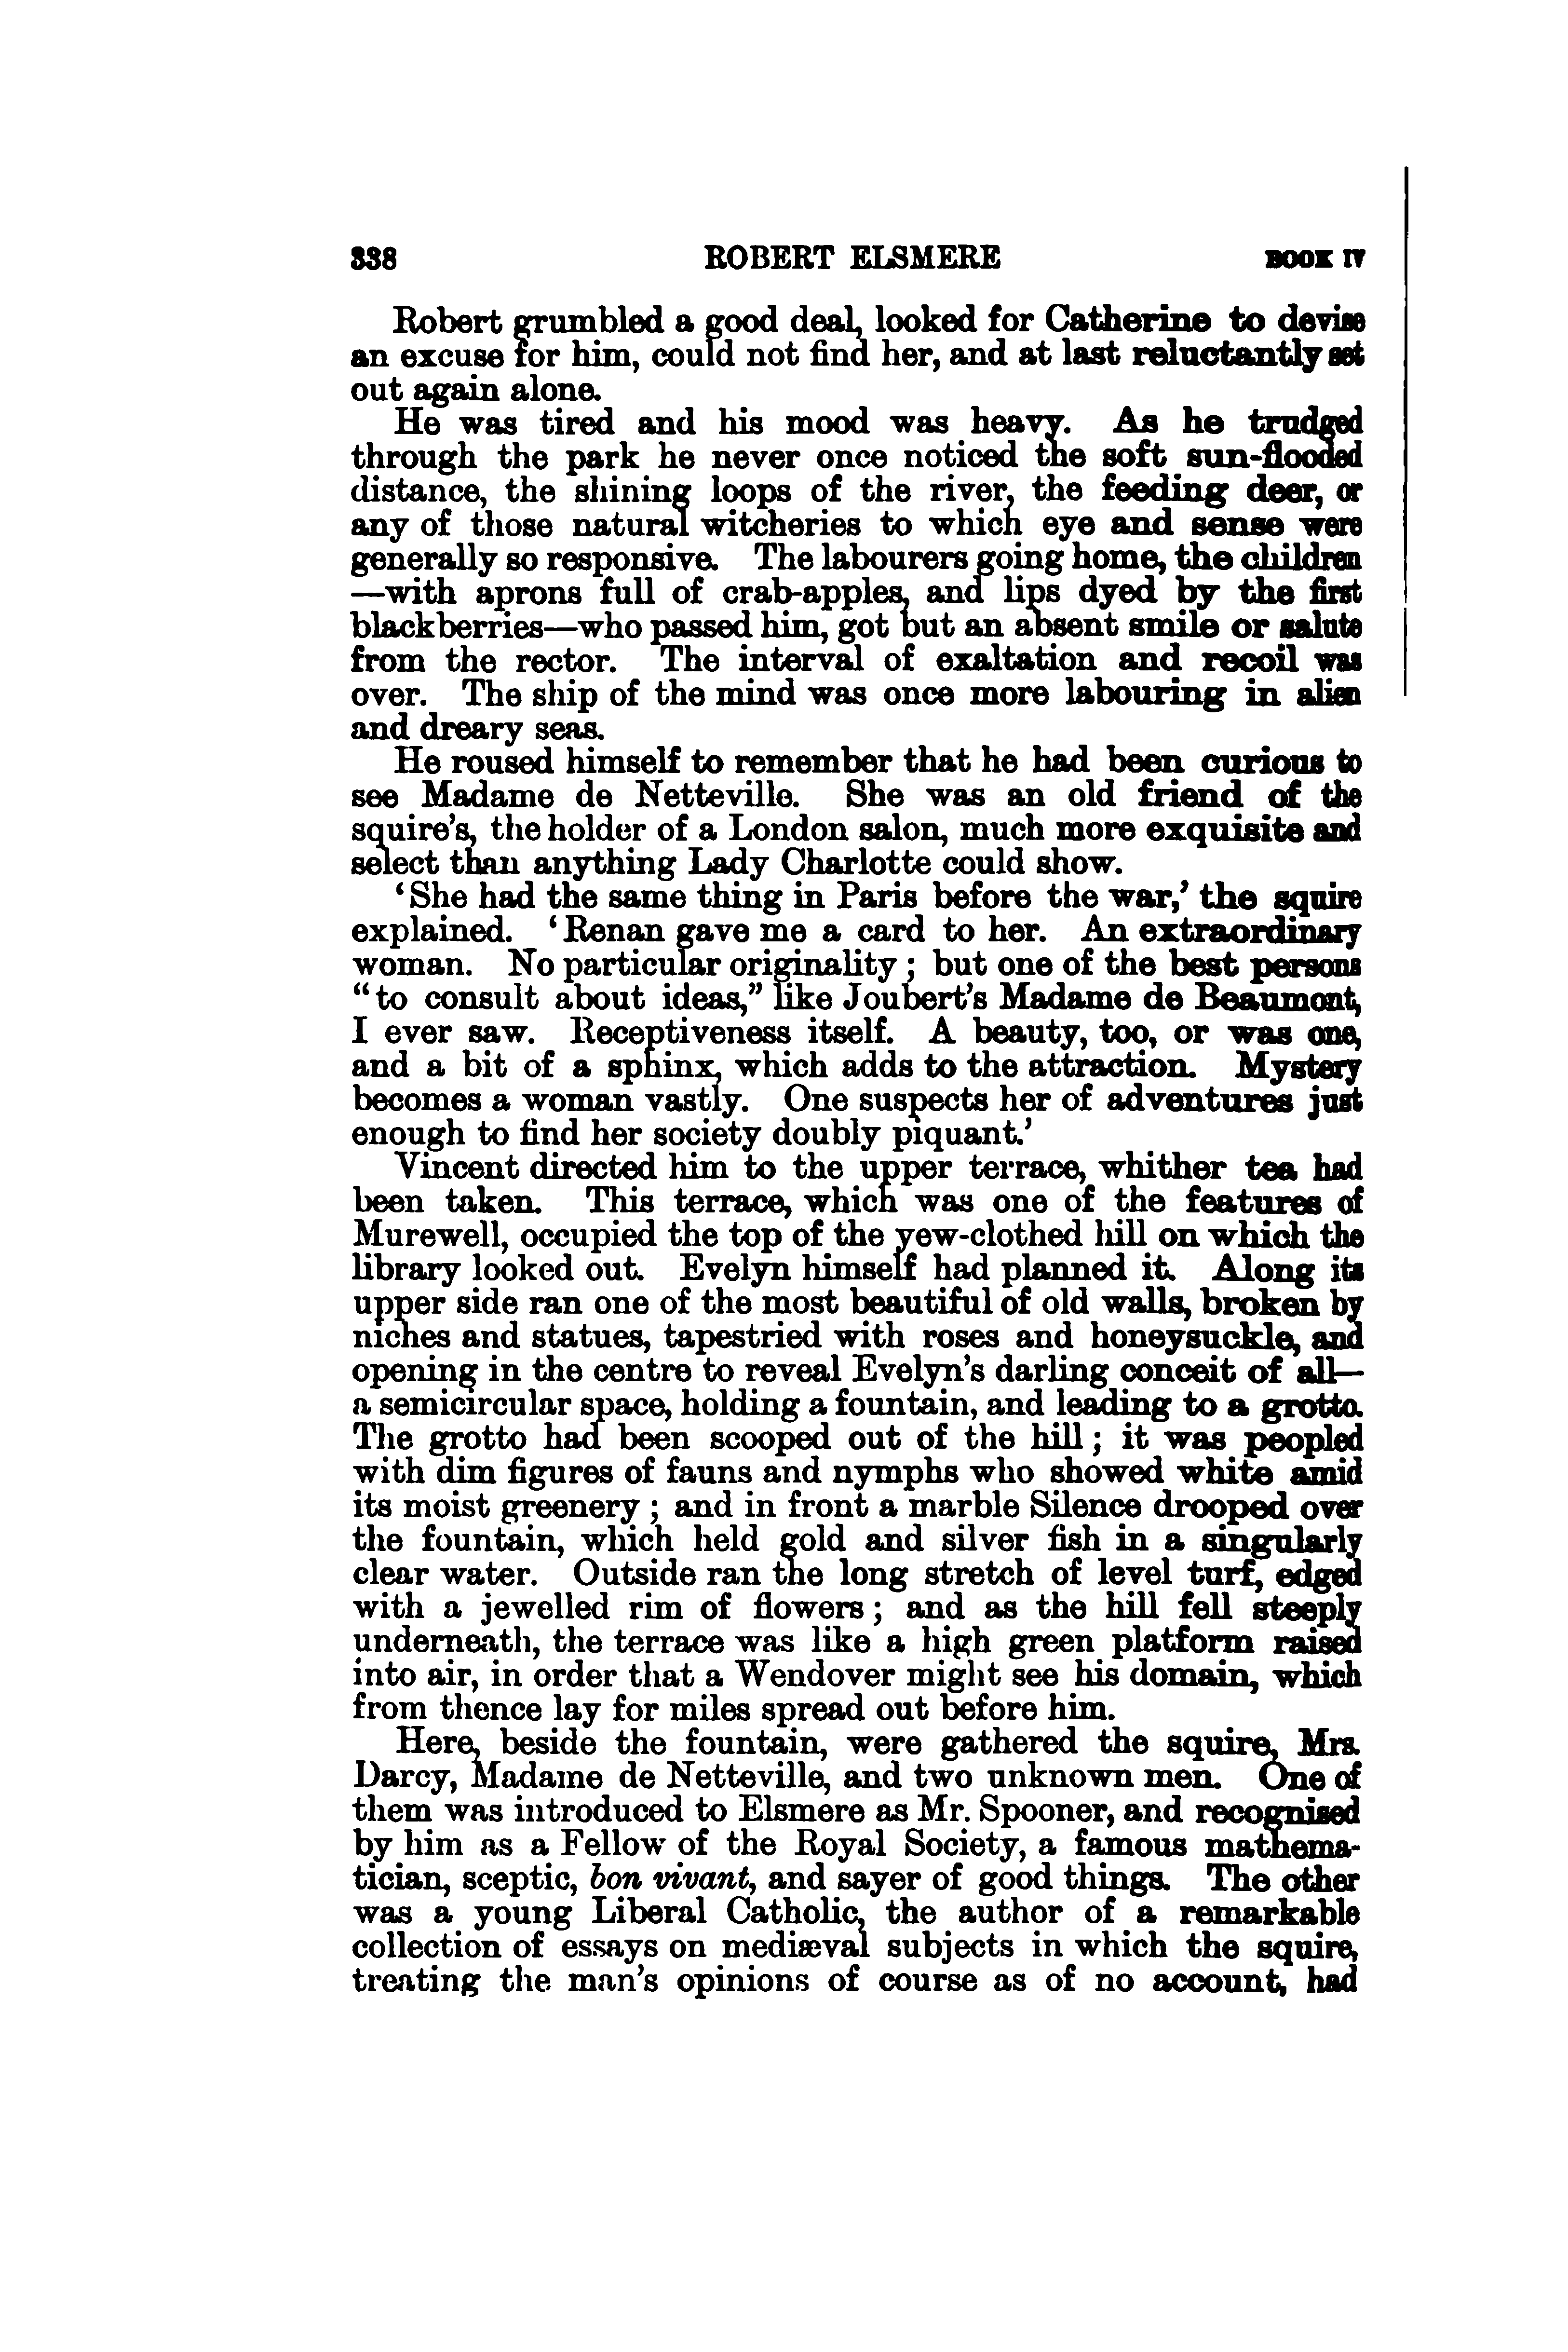 338 ROBERT ELSMERE BOOK IV
Robert grumbled a good deal, looked for Catherine to devise
an excuse for him, could not find her, and at last reluctantly set
out again alone.
He was tired and his mood was heavy. As he trudged
through the park he never once noticed the soft sun-flooded
distance, the shining loops of the river, the feeding deer, or
any of those natural witcheries to which eye and sense were
generally so responsive. The labourers going home, the children
—with aprons full of crab-apples, and lips dyed by the first
blackberries—who passed him, got but an absent smile or salute
from the rector. The interval of exaltation and recoil was
over. The ship of the mind was once more labouring in alien
and dreary seas.
He roused himself to remember that he had been curious to
see Madame de Netteville. She was an old friend of the
squire's, the holder of a London salon, much more exquisite and
select than anything Lady Charlotte could show.
‘She had the same thing in Paris before the war,’ the squire
explained. ‘Renan gave me a card to her. An extraordinary
woman. No particular originality; but one of the best persons
“to consult about ideas,” like Joubert's Madame de Beaumont,
I ever saw. Receptiveness itself. A beauty, too, or was one,
and a bit of a sphinx, which adds to the attraction. Mystery
becomes a woman vastly. One suspects her of adventures just
enough to find her society doubly piquant.’
Vincent directed him to the upper terrace, whither tea had
been taken. This terrace, which was one of the features of
Murewell, occupied the top of the yew-clothed hill on which the
library looked out. Evelyn himself had planned it. Along its
upper side ran one of the most beautiful of old walls, broken by
niches and statues, tapestried with roses and honeysuckle, and
opening in the centre to reveal Evelyn's darling conceit of all—
a semicircular space, holding a fountain, and leading to a grotto.
The grotto had been scooped out of the hill; it was peopled
with dim figures of fauns and nymphs who showed white amid
its moist greenery; and in front a marble Silence drooped over
the fountain, which held gold and silver fish in a singularly
clear water. Outside ran the long stretch of level turf, edged
with a jewelled rim of flowers; and as the hill fell steeply
underneath, the terrace was like a high green platform raised
into air, in order that a Wendover might see his domain, which
from thence lay for miles spread out before him.
Here, beside the fountain, were gathered the squire, Mrs.
Darcy, Madame de Netteville, and two unknown men. One of
them was introduced to Elsmere as Mr. Spooner, and recognised
by him as a Fellow of the Royal Society, a famous mathema-
tician, sceptic, bon vivant, and sayer of good things. The other
was a young Liberal Catholic, the author of a remarkable
collection of essays on mediæval subjects in which the squire,
treating the man's opinions of course as of no account, had